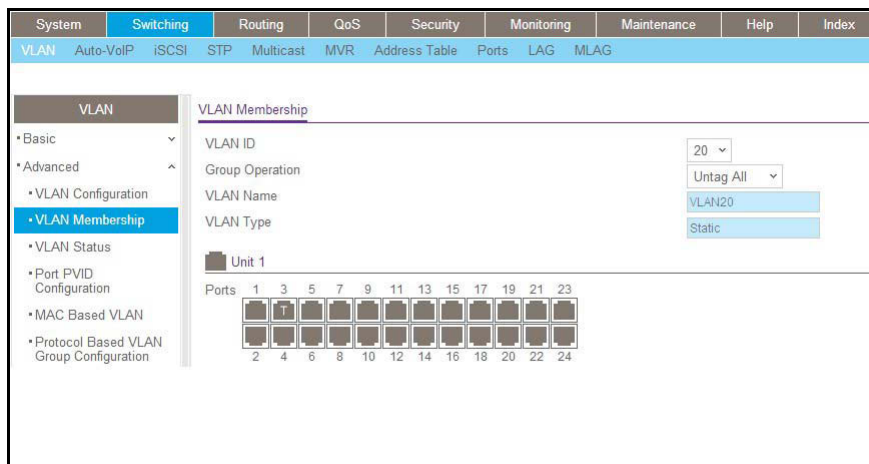 System Switching Routing QoS Security Monitoring Maintenance Help Index
VLAN Auto-VoIP iSCSI STP Multicast MVR Address Table Ports LAG MLAG
VLAN
Basic
Advanced
VLAN Configuration
VLAN Membership
VLAN Status
Port PVID
Configuration
MAC Based VLAN
Protocol Based VLAN
Group Configuration
VLAN Membership
VLAN ID 20
Group Operation Untag All
VLAN Name VLAN20
VLAN Type Static
Unit 1
Ports 1 3 5 7 9 11 13 15 17 19 21 23
T
2 4 6 8 10 12 14 16 18 20 22 24